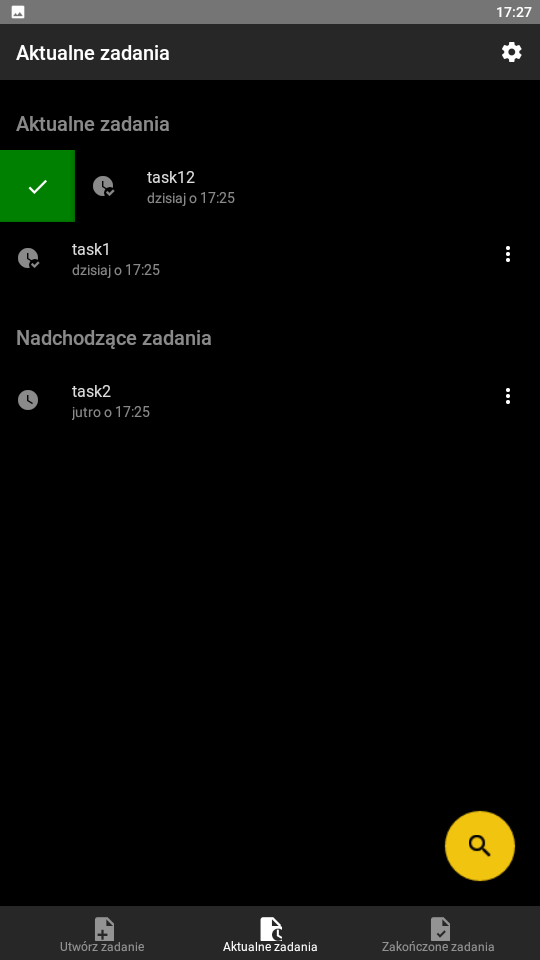 17:27
Aktualne zadania
Aktualne zadania
task12
dzisiaj o 17:25
task1
dzisiaj o 17:25
Nadchodzące zadania
task2
jutro o 17:25
Utwórz zadanie
Aktualne zadania
Zakończone zadania